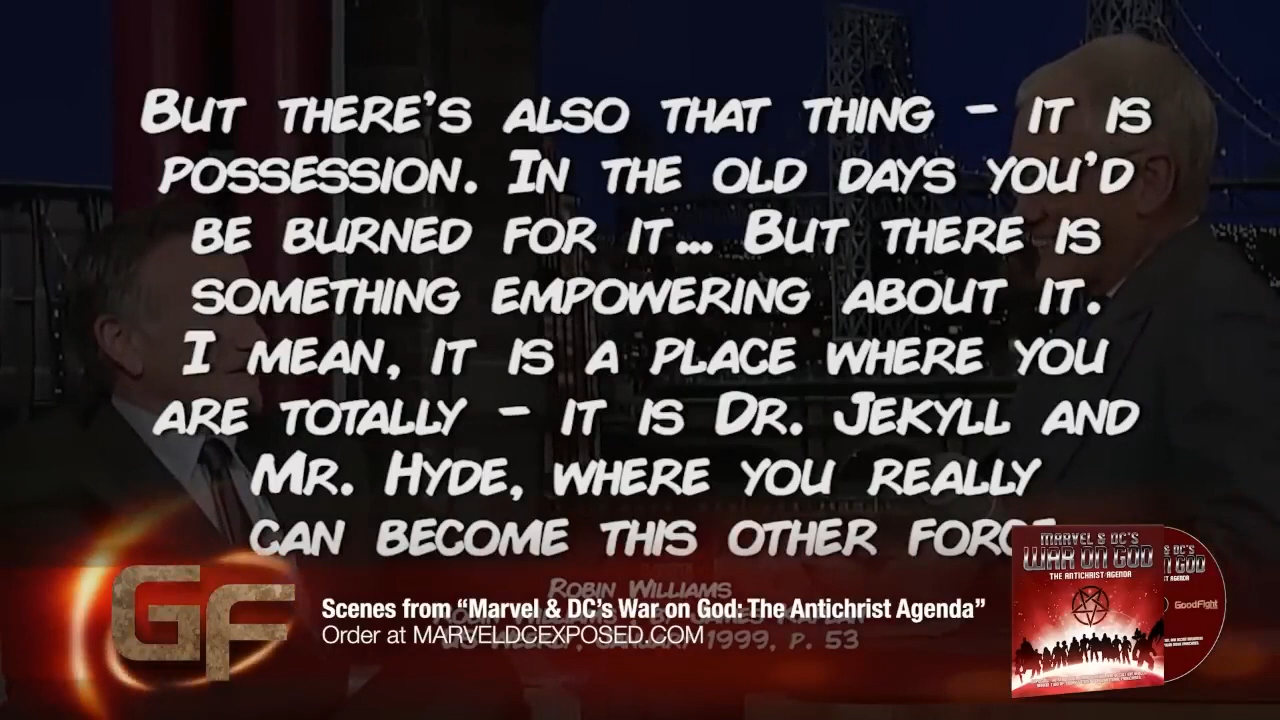 But there's also that thing – it is
possession. In the old days you'd
be burned for it... But there is
something empowering about it.
I mean, it is a place where you
are totally – it is Dr. Jekyll and
Mr. Hyde, where you really
can become this other force
Robin Williams
US Weekly, January 1999, p. 53
GF
Scenes from “Marvel & DC's War on God: The Antichrist Agenda”
Order at MARVELDCEXPOSED.COM
MARVEL & DC'S
WAR ON GOD
THE ANTICHRIST AGENDA
GoodFight